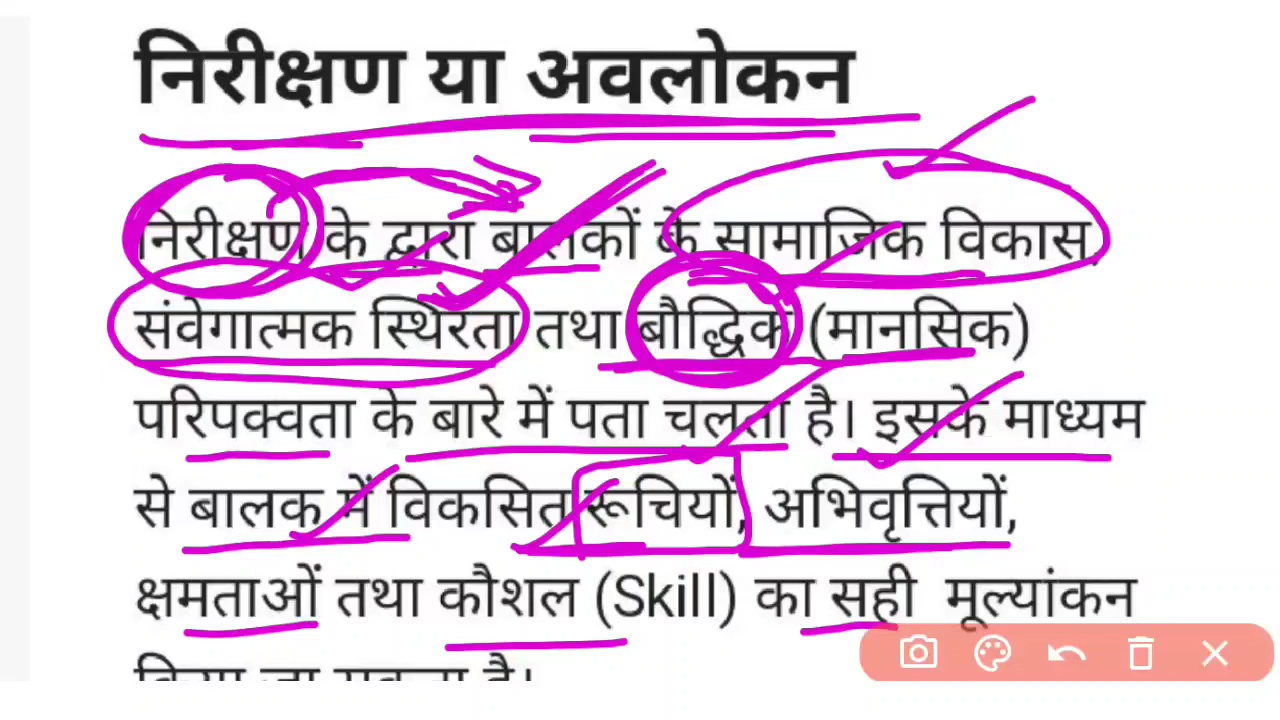 निरीक्षण या अवलोकन
निरीक्षण के द्वारा बालकों के सामाजिक विकास,
संवेगात्मक स्थिरता तथा बौद्धिक (मानसिक)
परिपक्वता के बारे में पता चलता है। इसके माध्यम
से बालक में विकसित रूचियों, अभिवृत्तियों,
क्षमताओं तथा कौशल (Skill) का सही मूल्यांकन
किया जा सकता है।